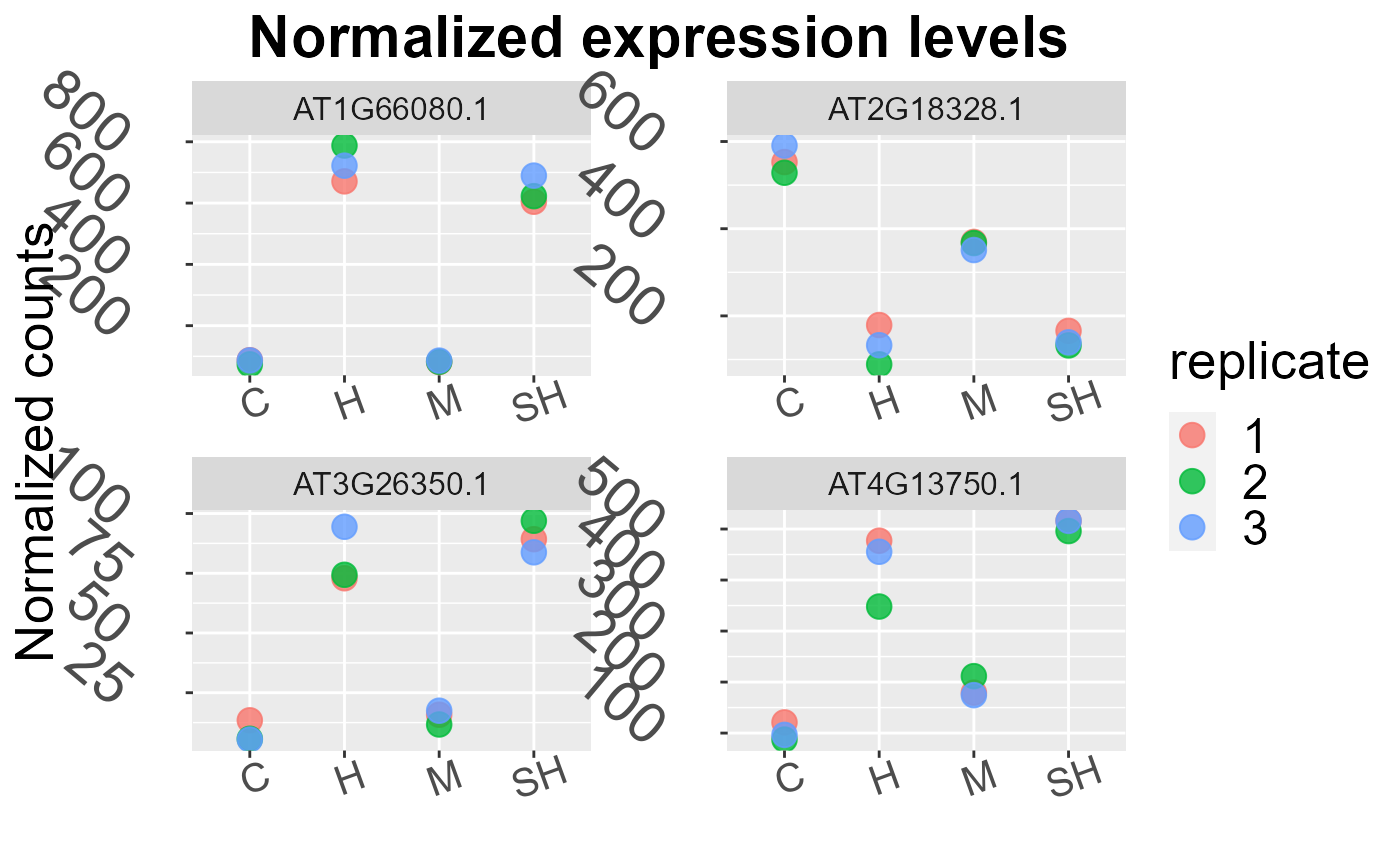 Normalized expression levels
AT1G66080.1
800
600
400
200
C H M SH
AT2G18328.1
600
400
200
C H M SH
Normalized counts
AT3G26350.1
100
75
50
25
C H M SH
AT4G13750.1
500
400
300
200
100
C H M SH
replicate
1
2
3